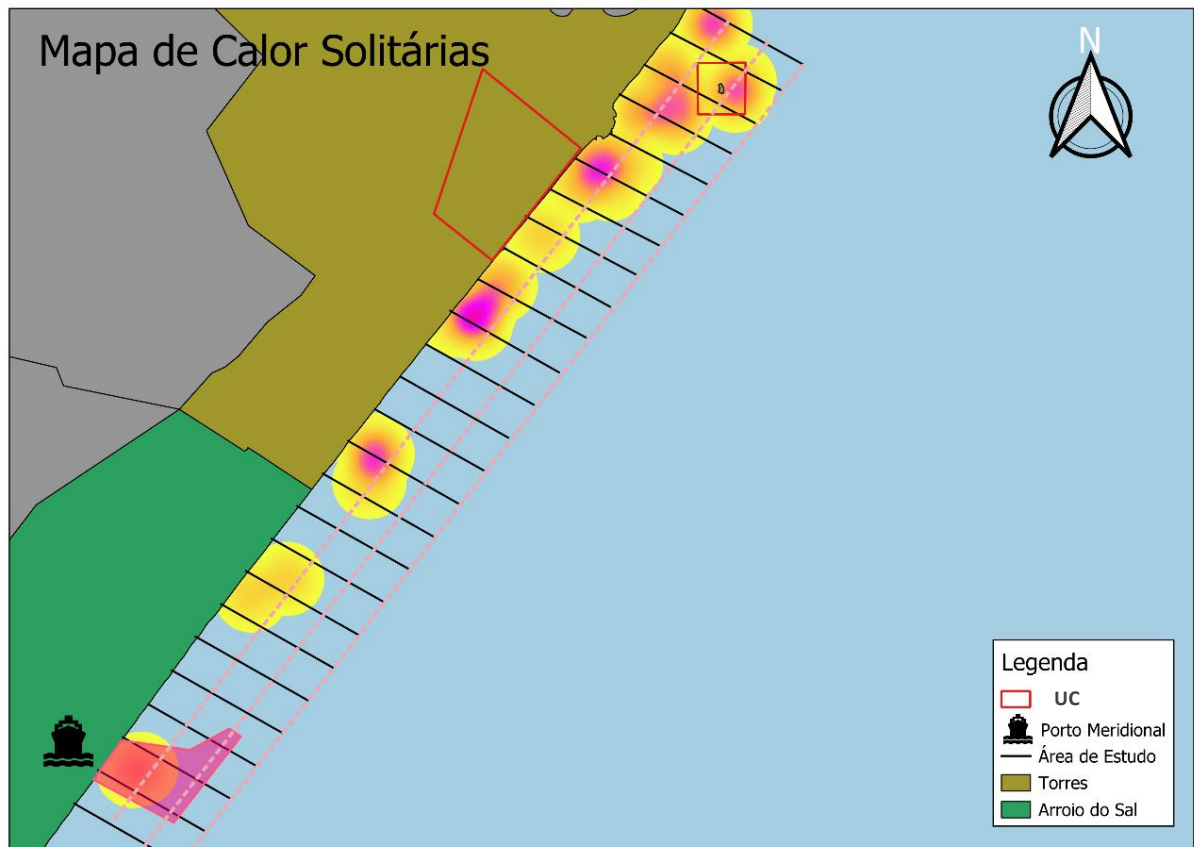 Mapa de Calor Solitárias
N
Legenda
UC
Porto Meridional
Área de Estudo
Torres
Arroio do Sal